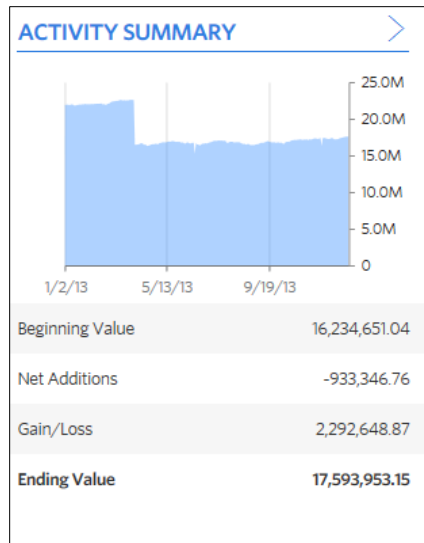 ACTIVITY SUMMARY
25.0M
20.0M
15.0M
10.0M
5.0M
0
1/2/13 5/13/13 9/19/13
Beginning Value 16,234,651.04
Net Additions -933,346.76
Gain/Loss 2,292,648.87
Ending Value 17,593,953.15